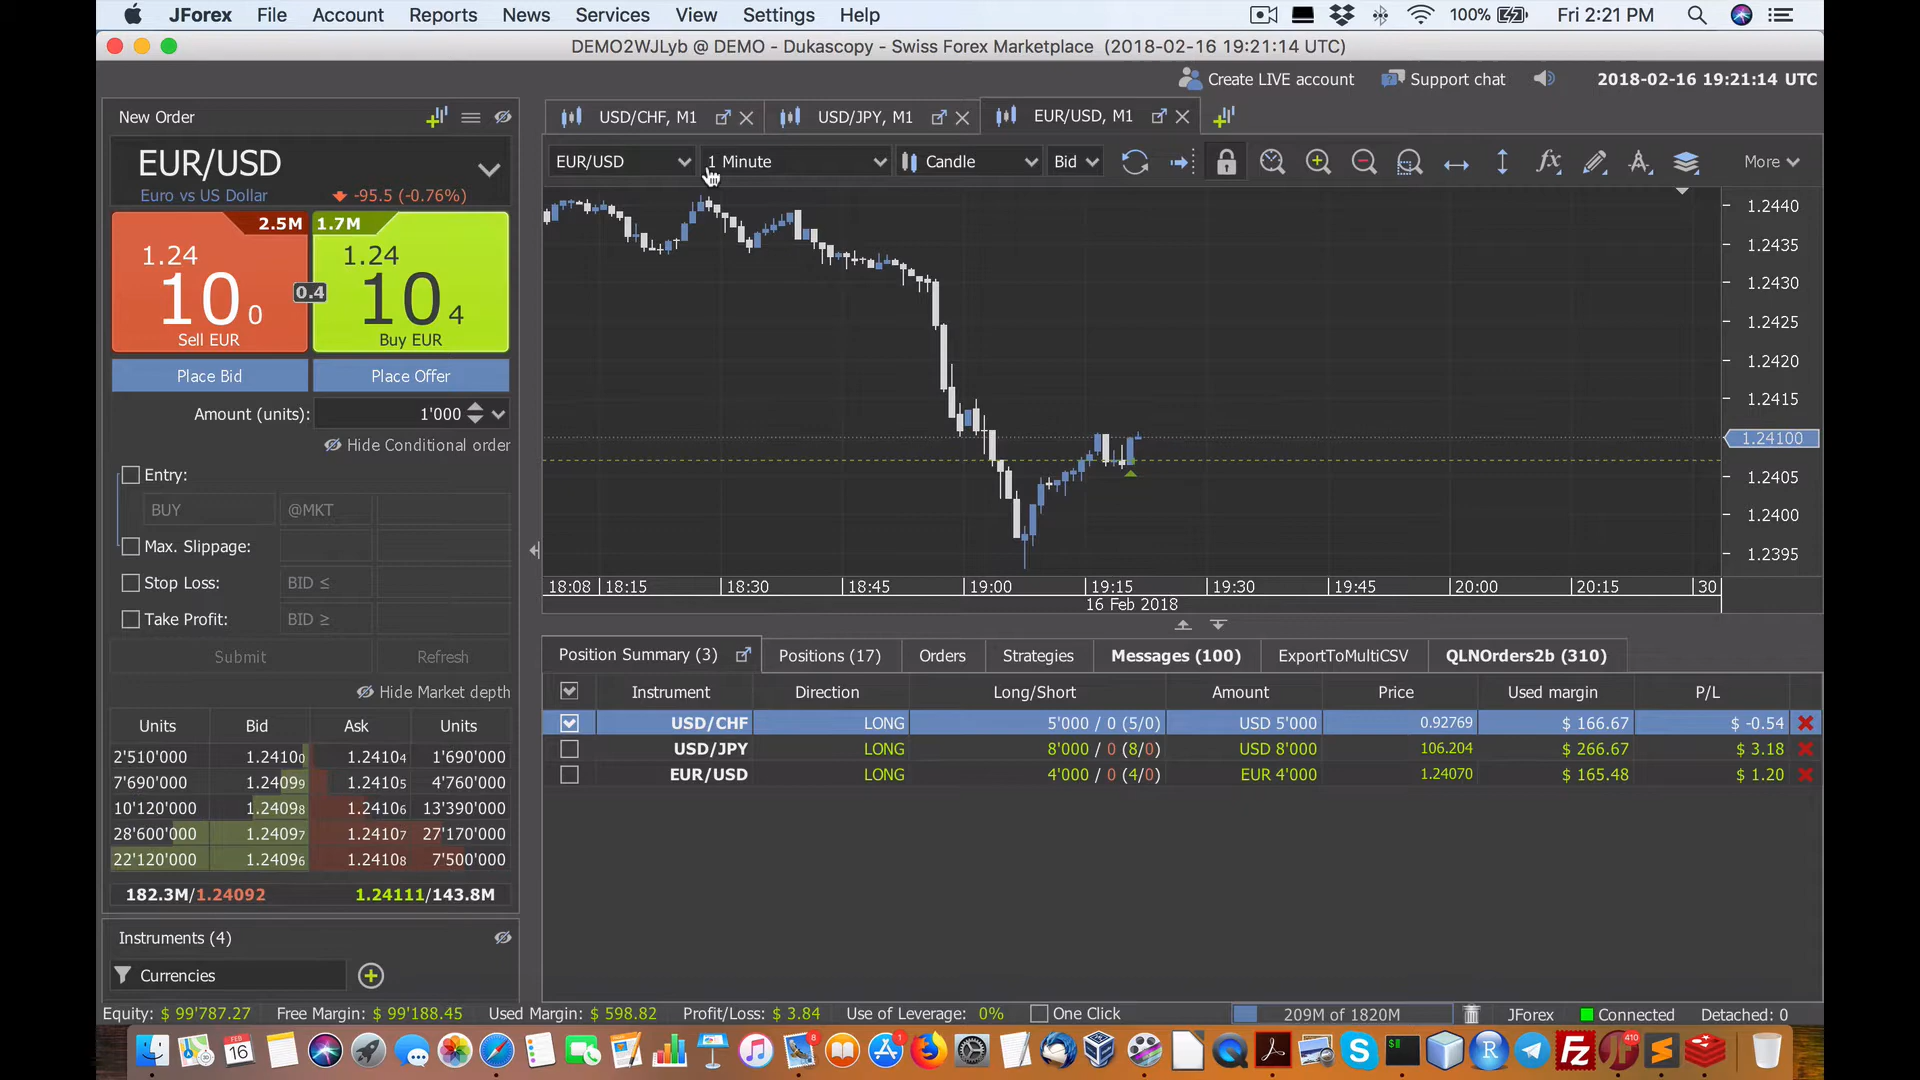 JForex File Account Reports News Services View Settings Help 100% Fri 2:21 PM
DEMO2WJLyb @ DEMO - Dukascopy - Swiss Forex Marketplace (2018-02-16 19:21:14 UTC)
Create LIVE account Support chat 2018-02-16 19:21:14 UTC
New Order
EUR/USD
Euro vs US Dollar -95.5 (-0.76%)
2.5M 1.7M
1.24 1.24
10 0 0.4 10 4
Sell EUR Buy EUR
Place Bid Place Offer
Amount (units): 1'000
Hide Conditional order
Entry:
BUY @MKT
Max. Slippage:
Stop Loss: BID ≤
Take Profit: BID ≥
Submit Refresh
Hide Market depth
Units Bid Ask Units
2'510'000 1.24100 1.24104 1'690'000
7'690'000 1.24099 1.24105 4'760'000
10'120'000 1.24098 1.24106 13'390'000
28'600'000 1.24097 1.24107 27'170'000
22'120'000 1.24096 1.24108 7'500'000
182.3M/1.24092 1.24111/143.8M
Instruments (4)
Currencies
USD/CHF, M1 USD/JPY, M1 EUR/USD, M1
EUR/USD 1 Minute Candle Bid More
1.2440
1.2435
1.2430
1.2425
1.2420
1.2415
1.24100
1.2405
1.2400
1.2395
18:08 18:15 18:30 18:45 19:00 19:15 19:30 19:45 20:00 20:15 30
16 Feb 2018
Position Summary (3) Positions (17) Orders Strategies Messages (100) ExportToMultiCSV QLNOrders2b (310)
Instrument Direction Long/Short Amount Price Used margin P/L
USD/CHF LONG 5'000 / 0 (5/0) USD 5'000 0.92769 $ 166.67 $ -0.54
USD/JPY LONG 8'000 / 0 (8/0) USD 8'000 106.204 $ 266.67 $ 3.18
EUR/USD LONG 4'000 / 0 (4/0) EUR 4'000 1.24070 $ 165.48 $ 1.20
Equity: $ 99'787.27 Free Margin: $ 99'188.45 Used Margin: $ 598.82 Profit/Loss: $ 3.84 Use of Leverage: 0% One Click 209M of 1820M JForex Connected Detached: 0
FEB
16
8
1
410